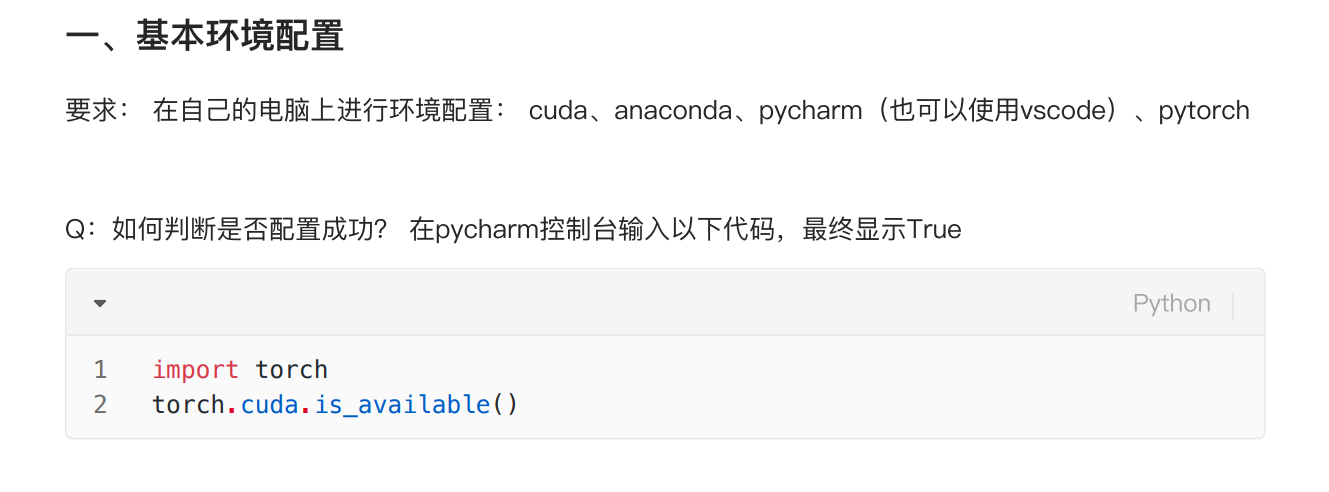 一、基本环境配置
要求： 在自己的电脑上进行环境配置： cuda、anaconda、pycharm（也可以使用vscode）、pytorch
Q：如何判断是否配置成功？ 在pycharm控制台输入以下代码，最终显示True
Python
1 import torch
2 torch.cuda.is_available()